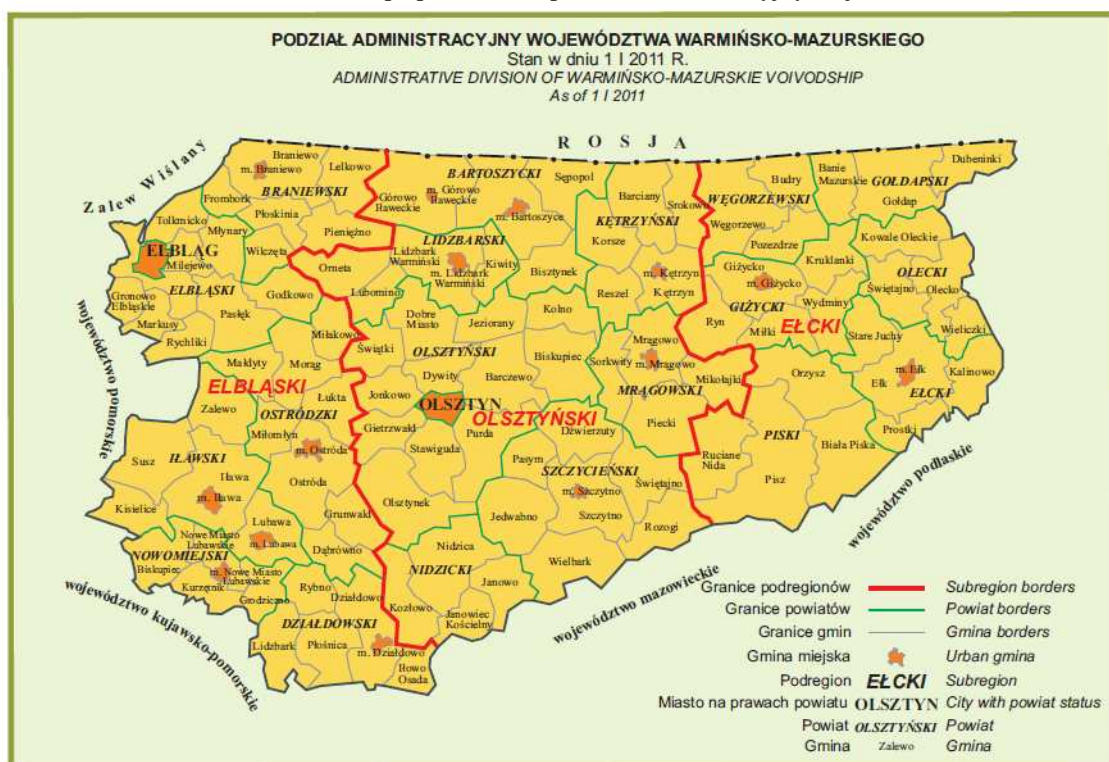 PODZIAŁ ADMINISTRACYJNY WOJEWÓDZTWA WARMIŃSKO-MAZURSKIEGO
Stan w dniu 1 I 2011 R.
ADMINISTRATIVE DIVISION OF WARMIŃSKO-MAZURSKIE VOIVODSHIP
As of 1 I 2011
ROSJA
Zalew Wiślany
Braniewo
m. Braniewo
Lelkowo
BRANIEWSKI
Frombork
Płoskinia
Pieniężno
Wilczęta
Tolkmicko
Młynary
ELBLĄG
Milejewo
ELBLĄSKI
Gronowo
Elbląskie
Markusy
Rychliki
Pasłęk
Godkowo
BARTOSZYCKI
Sępopol
Górowo
Iławeckie
m. Górowo
Iławeckie
m. Bartoszyce
Bisztynek
LIDZBARSKI
Lidzbark
Warmiński
m. Lidzbark
Warmiński
Kiwity
Orneta
Lubomino
Barciany
Srokowo
KĘTRZYŃSKI
Korsze
m. Kętrzyn
Kętrzyn
Reszel
WĘGORZEWSKI
Budry
Węgorzewo
Pozezdrze
Banie
Mazurskie
Dubeninki
GOŁDAPSKI
Gołdap
Kowale Oleckie
OLECKI
Świętajno
Olecko
Wieliczki
Giżycko
m. Giżycko
Kruklanki
GIŻYCKI
Wydminy
Ryn
Miłki
EŁCKI
Stare Juchy
m. Ełk
Ełk
Kalinowo
EŁCKI
Prostki
Miłakowo
Małdyty
Morąg
ELBLĄSKI
Zalewo
OSTRÓDZKI
Łukta
Miłomłyn
m. Ostróda
Ostróda
Grunwald
Dąbrówno
Świątki
Dobre
Miasto
Jeziorany
Kolno
OLSZTYŃSKI
Biskupiec
Dywity
Barczewo
Jonkowo
OLSZTYN
OLSZTYŃSKI
Gietrzwałd
Purda
Stawiguda
Olsztynek
Mrągowo
Sorkwity
m. Mrągowo
Mikołajki
MRĄGOWSKI
Piecki
Orzysz
PISKI
Biała Piska
Ruciane
Nida
Pisz
Dźwierzuty
Pasym
SZCZYCIEŃSKI
m. Szczytno
Świętajno
Szczytno
Jedwabno
Rozogi
Wielbark
Susz
IŁAWSKI
Iława
m. Iława
Kisielice
Lubawa
m. Lubawa
Nowe Miasto
Lubawskie
NOWOMIEJSKI
Biskupiec
m. Nowe Miasto
Lubawskie
Kurzętnik
Grodziczno
Rybno
Działdowo
DZIAŁDOWSKI
Lidzbark
Płośnica
m. Działdowo
Iłowo
Osada
Nidzica
NIDZICKI
Janowo
Kozłowo
Janowiec
Kościelny
województwo pomorskie
województwo kujawsko-pomorskie
województwo mazowieckie
województwo podlaskie
Granice podregionów Subregion borders
Granice powiatów Powiat borders
Granice gmin Gmina borders
Gmina miejska Urban gmina
Podregion EŁCKI Subregion
Miasto na prawach powiatu OLSZTYN City with powiat status
Powiat OLSZTYŃSKI Powiat
Gmina Zalewo Gmina